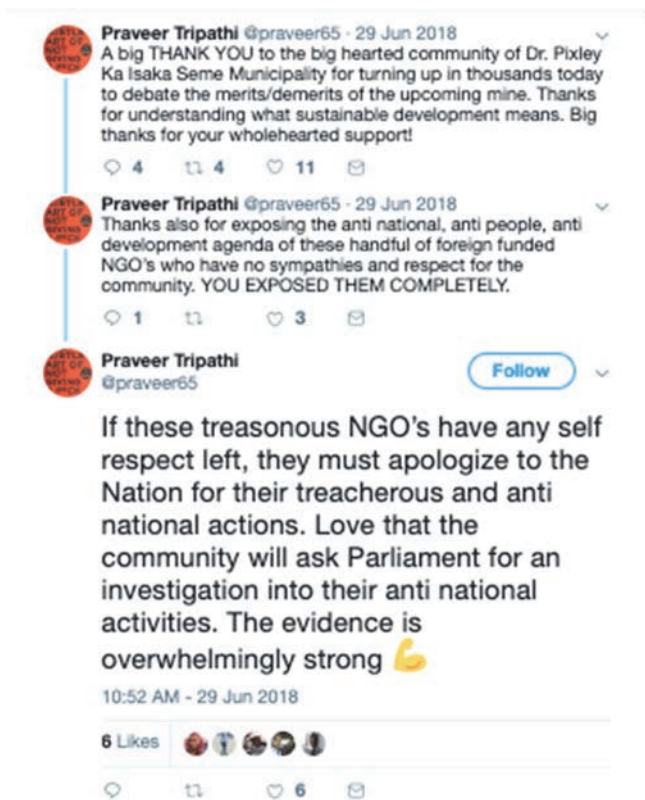 Praveer Tripathi @praveer65 · 29 Jun 2018
A big THANK YOU to the big hearted community of Dr. Pixley
Ka Isaka Seme Municipality for turning up in thousands today
to debate the merits/demerits of the upcoming mine. Thanks
for understanding what sustainable development means. Big
thanks for your wholehearted support!
4 4 11
Praveer Tripathi @praveer65 · 29 Jun 2018
Thanks also for exposing the anti national, anti people, anti
development agenda of these handful of foreign funded
NGO's who have no sympathies and respect for the
community. YOU EXPOSED THEM COMPLETELY.
1 3
Praveer Tripathi
@praveer65
Follow
If these treasonous NGO's have any self
respect left, they must apologize to the
Nation for their treacherous and anti
national actions. Love that the
community will ask Parliament for an
investigation into their anti national
activities. The evidence is
overwhelmingly strong 💪
10:52 AM - 29 Jun 2018
6 Likes
6